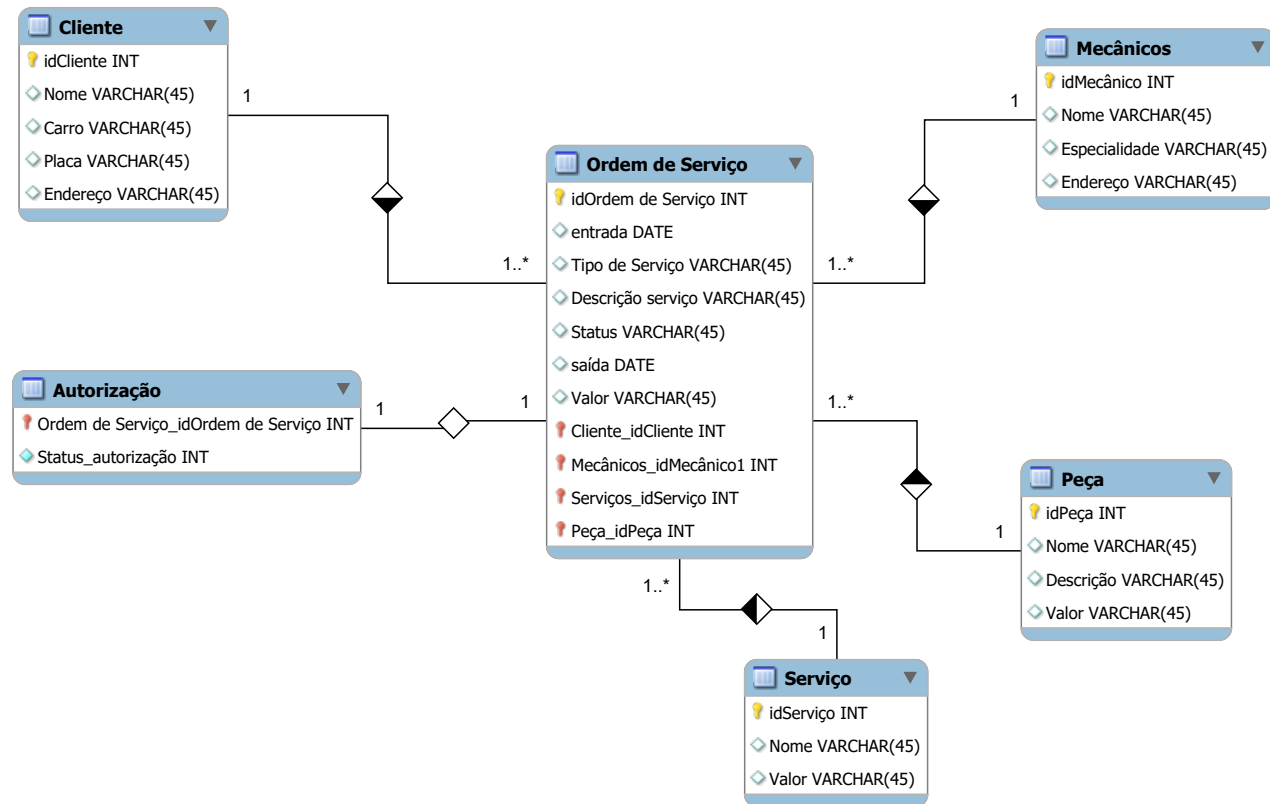 Cliente
idCliente INT
Nome VARCHAR(45)
Carro VARCHAR(45)
Placa VARCHAR(45)
Endereço VARCHAR(45)
1
1..*
Mecânicos
idMecânico INT
Nome VARCHAR(45)
Especialidade VARCHAR(45)
Endereço VARCHAR(45)
1
1..*
Ordem de Serviço
idOrdem de Serviço INT
entrada DATE
Tipo de Serviço VARCHAR(45)
Descrição serviço VARCHAR(45)
Status VARCHAR(45)
saída DATE
Valor VARCHAR(45)
Cliente_idCliente INT
Mecânicos_idMecânico1 INT
Serviços_idServiço INT
Peça_idPeça INT
Autorização
Ordem de Serviço_idOrdem de Serviço INT
Status_autorização INT
1
1
1..*
1
Peça
idPeça INT
Nome VARCHAR(45)
Descrição VARCHAR(45)
Valor VARCHAR(45)
1..*
1
Serviço
idServiço INT
Nome VARCHAR(45)
Valor VARCHAR(45)